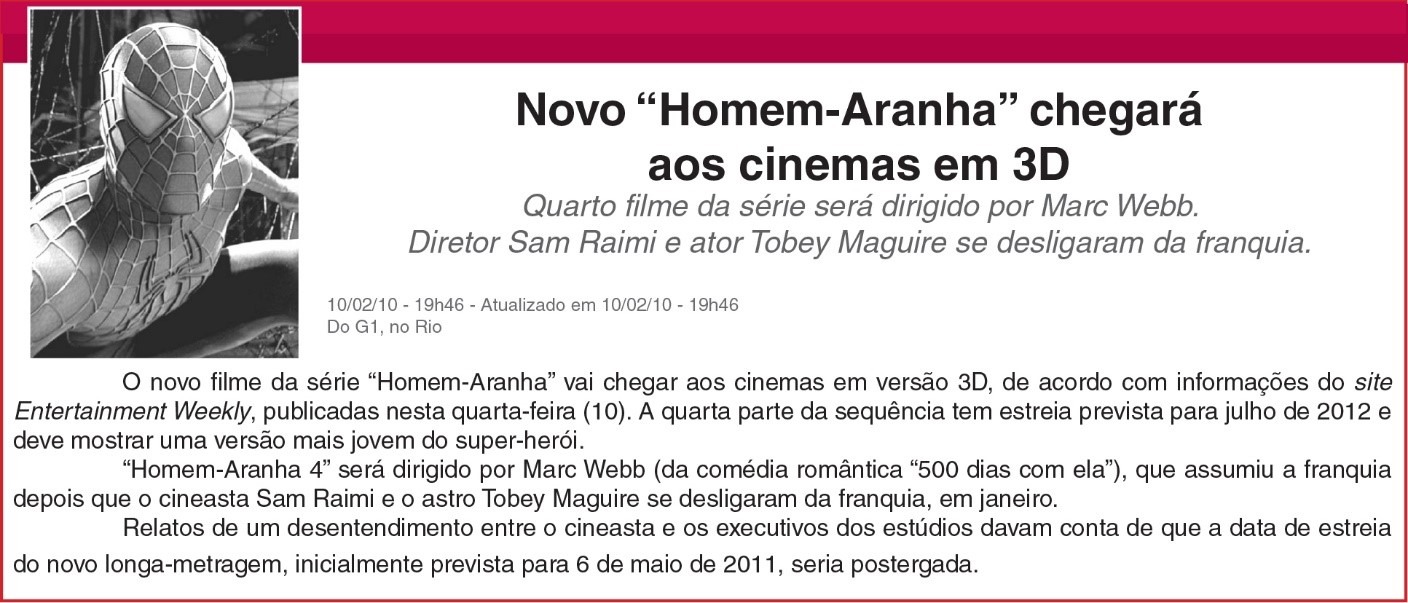 Novo “Homem-Aranha” chegará
aos cinemas em 3D
Quarto filme da série será dirigido por Marc Webb.
Diretor Sam Raimi e ator Tobey Maguire se desligaram da franquia.
10/02/10 - 19h46 - Atualizado em 10/02/10 - 19h46
Do G1, no Rio
O novo filme da série “Homem-Aranha” vai chegar aos cinemas em versão 3D, de acordo com informações do site
Entertainment Weekly, publicadas nesta quarta-feira (10). A quarta parte da sequência tem estreia prevista para julho de 2012 e
deve mostrar uma versão mais jovem do super-herói.
“Homem-Aranha 4” será dirigido por Marc Webb (da comédia romântica “500 dias com ela”), que assumiu a franquia
depois que o cineasta Sam Raimi e o astro Tobey Maguire se desligaram da franquia, em janeiro.
Relatos de um desentendimento entre o cineasta e os executivos dos estúdios davam conta de que a data de estreia
do novo longa-metragem, inicialmente prevista para 6 de maio de 2011, seria postergada.